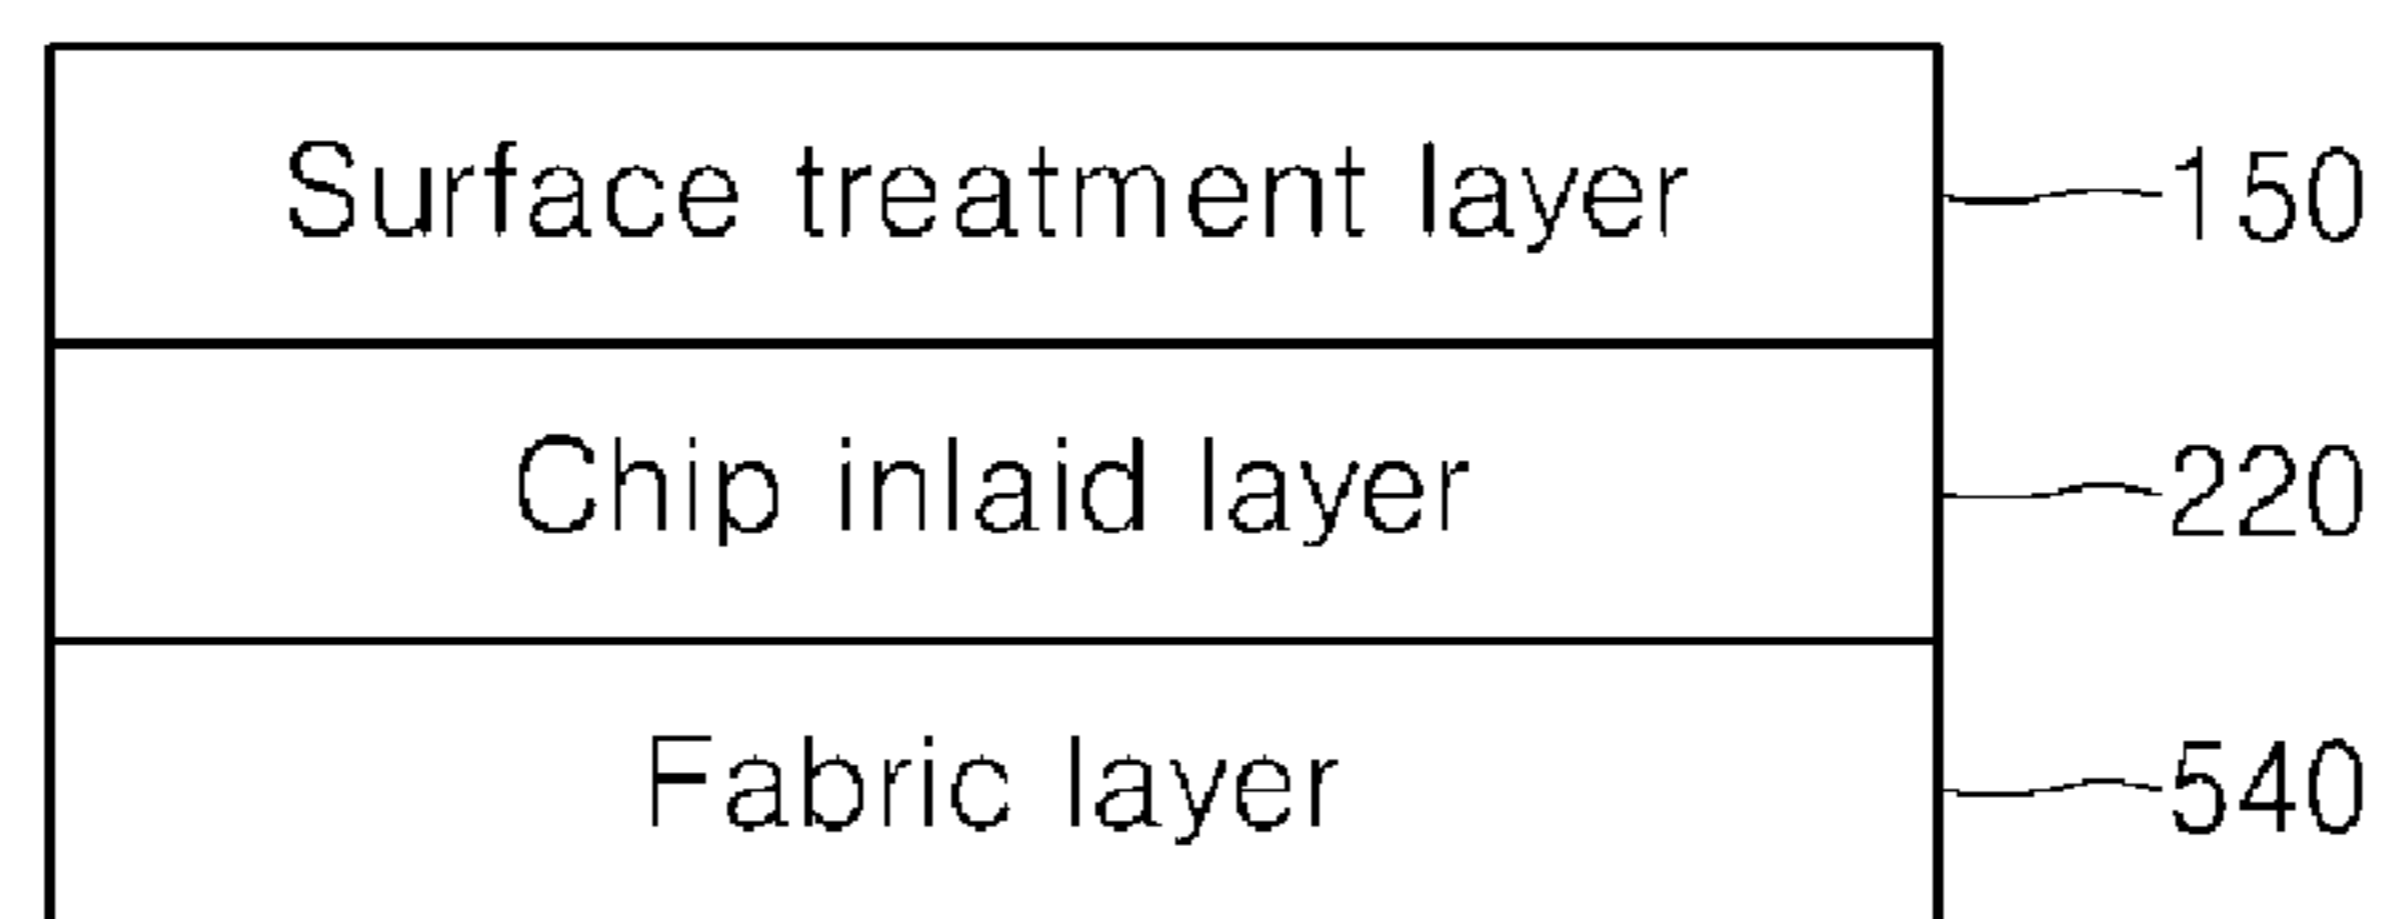 Surface treatment layer 150
Chip inlaid layer 220
Fabric layer 540